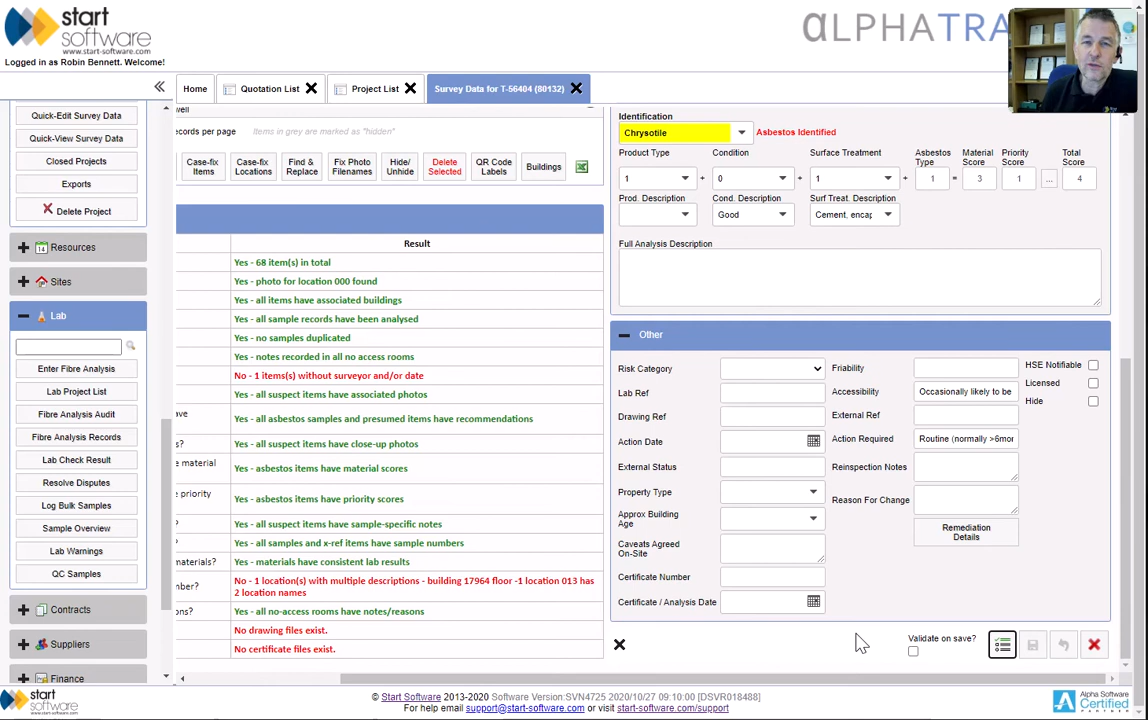 start
software
www.start-software.com
αLPHATRA
Logged in as Robin Bennett. Welcome!
Home
Quotation List
Project List
Survey Data for T-56404 (80132)
Quick-Edit Survey Data
Quick-View Survey Data
Closed Projects
Exports
Delete Project
Resources
Sites
Lab
Enter Fibre Analysis
Lab Project List
Fibre Analysis Audit
Fibre Analysis Records
Lab Check Result
Resolve Disputes
Log Bulk Samples
Sample Overview
Lab Warnings
QC Samples
Contracts
Suppliers
Finance
well
ecords per page
Items in grey are marked as "hidden"
Case-fix Items
Case-fix Locations
Find & Replace
Fix Photo Filenames
Hide/ Unhide
Delete Selected
QR Code Labels
Buildings
Result
Yes - 68 item(s) in total
Yes - photo for location 000 found
Yes - all items have associated buildings
Yes - all sample records have been analysed
Yes - no samples duplicated
Yes - notes recorded in all no access rooms
No - 1 items(s) without surveyor and/or date
Yes - all suspect items have associated photos
ave
Yes - all asbestos samples and presumed items have recommendations
s?
Yes - all suspect items have close-up photos
e material
Yes - asbestos items have material scores
e priority
Yes - asbestos items have priority scores
?
Yes - all suspect items have sample-specific notes
?
Yes - all samples and x-ref items have sample numbers
materials?
Yes - materials have consistent lab results
mber?
No - 1 location(s) with multiple descriptions - building 17964 floor -1 location 013 has
2 location names
ons?
Yes - all no-access rooms have notes/reasons
No drawing files exist.
No certificate files exist.
Identification
Chrysotile
Asbestos Identified
Product Type
Condition
Surface Treatment
Asbestos Type
Material Score
Priority Score
Total Score
1 + 0 + 1 + 1 = 3 1 ... 4
Prod. Description
Cond. Description
Surf Treat. Description
Good
Cement, encap
Full Analysis Description
Other
Risk Category
Friability
HSE Notifiable
Lab Ref
Accessibility
Occasionally likely to be
Licensed
Drawing Ref
External Ref
Hide
Action Date
Action Required
Routine (normally >6mor
External Status
Reinspection Notes
Property Type
Reason For Change
Approx Building Age
Remediation Details
Caveats Agreed On-Site
Certificate Number
Certificate / Analysis Date
Validate on save?
start
software
© Start Software 2013-2020 Software Version:SVN4725 2020/10/27 09:10:00 [DSVR018488]
For help email support@start-software.com or visit start-software.com/support
Alpha Software
Certified
PARTNER